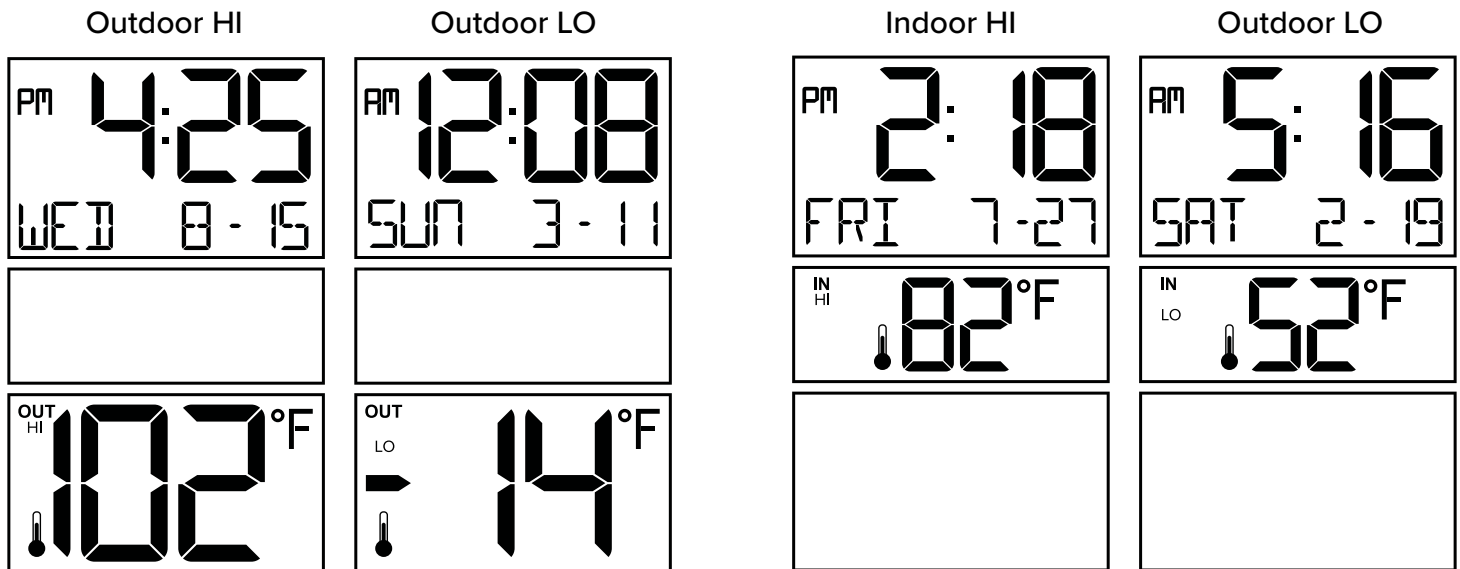 Outdoor HI
PM 4:25
WED 8-15
OUT
HI
102°F
Outdoor LO
AM 12:08
SUN 3-11
OUT
LO
-14°F
Indoor HI
PM 2:18
FRI 7-27
IN
HI
82°F
Outdoor LO
AM 5:16
SAT 2-19
IN
LO
52°F